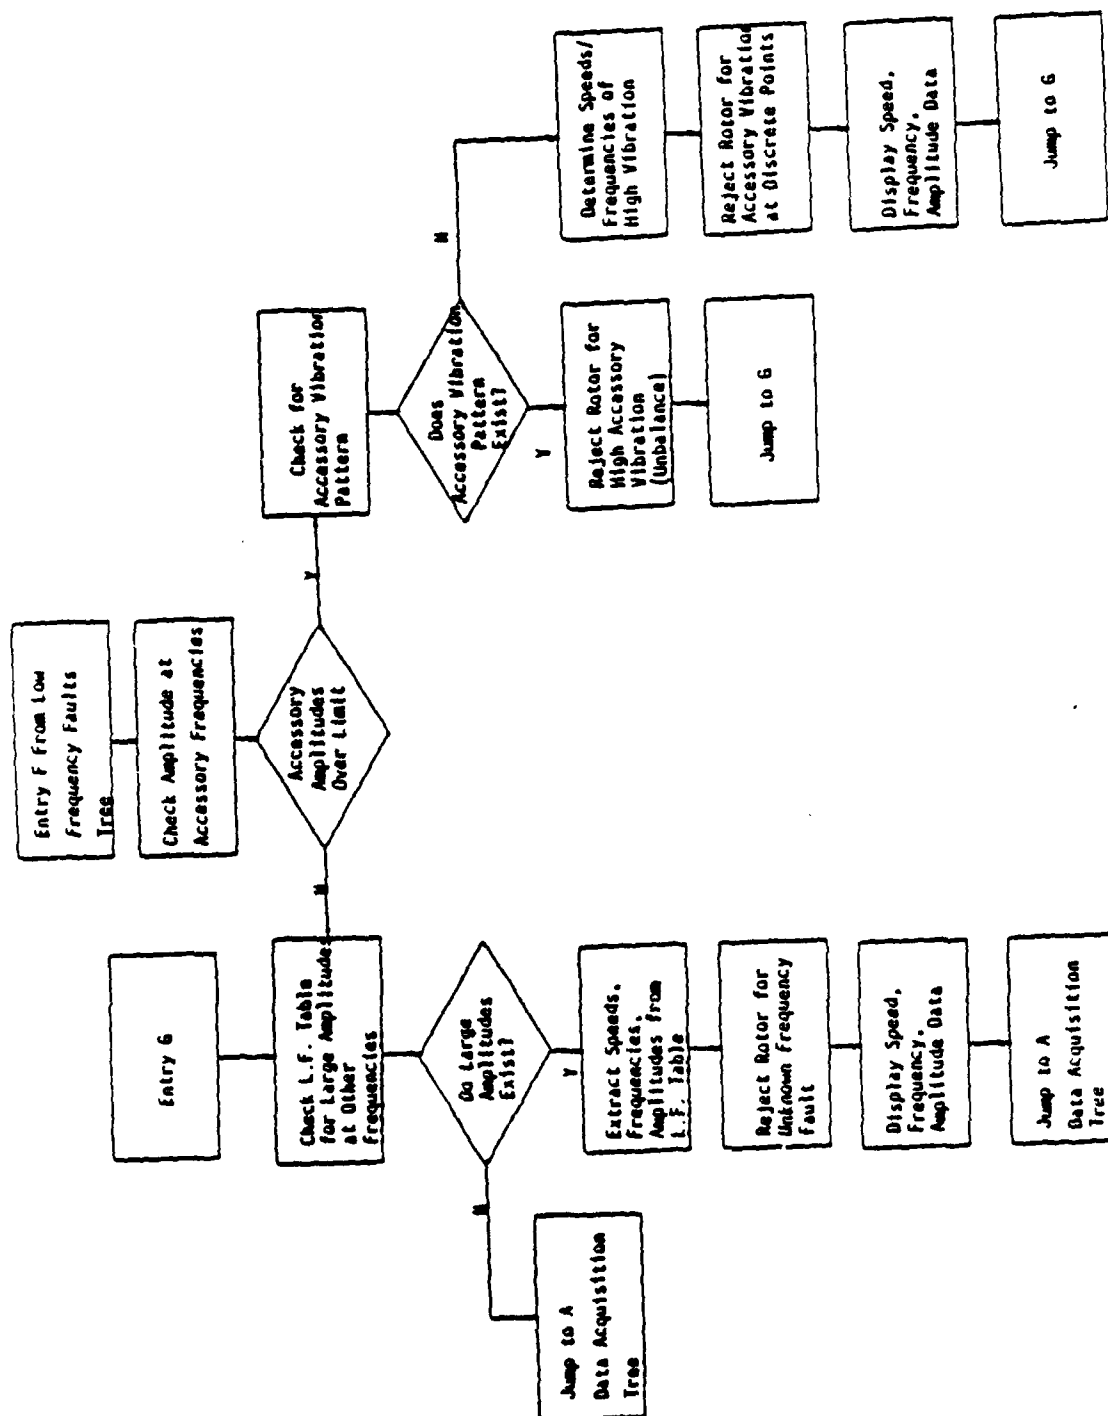 Entry F From Low
Frequency Faults
Tree
Check Amplitude at
Accessory Frequencies
Accessory
Amplitudes
Over Limit
N
Y
Entry G
Check L.F. Table
for Large Amplitudes
at Other
Frequencies
Do Large
Amplitudes
Exist?
N
Y
Jump to A
Data Acquisition
Tree
Extract Speeds,
Frequencies,
Amplitudes from
L.F. Table
Reject Rotor for
Unknown Frequency
Fault
Display Speed,
Frequency,
Amplitude Data
Jump to A
Data Acquisition
Tree
Check for
Accessory Vibration
Pattern
Does
Accessory Vibration
Pattern
Exist?
Y
N
Reject Rotor for
High Accessory
Vibration
(Unbalance)
Jump to G
Determine Speeds/
Frequencies of
High Vibration
Reject Rotor for
Accessory Vibration
at Discrete Points
Display Speed,
Frequency,
Amplitude Data
Jump to G